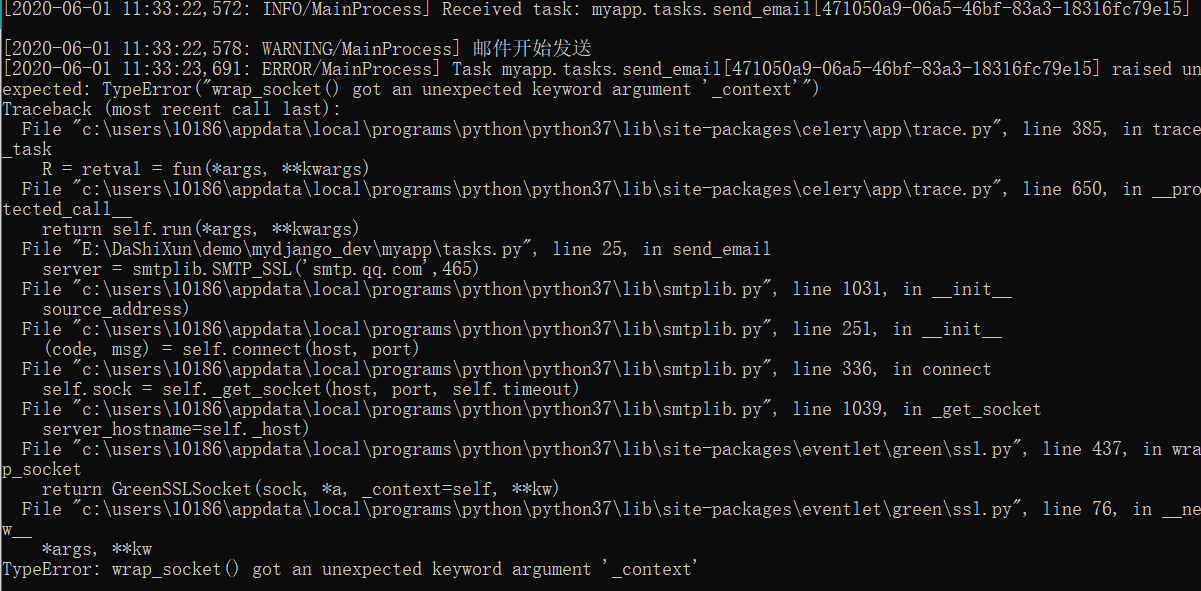 [2020-06-01 11:33:22,572: INFO/MainProcess] Received task: myapp.tasks.send_email[471050a9-06a5-46bf-83a3-18316fc79e15]
[2020-06-01 11:33:22,578: WARNING/MainProcess] 邮件开始发送
[2020-06-01 11:33:23,691: ERROR/MainProcess] Task myapp.tasks.send_email[471050a9-06a5-46bf-83a3-18316fc79e15] raised un
expected: TypeError("wrap_socket() got an unexpected keyword argument '_context'")
Traceback (most recent call last):
  File "c:\users\10186\appdata\local\programs\python\python37\lib\site-packages\celery\app\trace.py", line 385, in trace
_task
    R = retval = fun(*args, **kwargs)
  File "c:\users\10186\appdata\local\programs\python\python37\lib\site-packages\celery\app\trace.py", line 650, in __pro
tected_call__
    return self.run(*args, **kwargs)
  File "E:\DaShiXun\demo\mydjango_dev\myapp\tasks.py", line 25, in send_email
    server = smtplib.SMTP_SSL('smtp.qq.com',465)
  File "c:\users\10186\appdata\local\programs\python\python37\lib\smtplib.py", line 1031, in __init__
    source_address)
  File "c:\users\10186\appdata\local\programs\python\python37\lib\smtplib.py", line 251, in __init__
    (code, msg) = self.connect(host, port)
  File "c:\users\10186\appdata\local\programs\python\python37\lib\smtplib.py", line 336, in connect
    self.sock = self._get_socket(host, port, self.timeout)
  File "c:\users\10186\appdata\local\programs\python\python37\lib\smtplib.py", line 1039, in _get_socket
    server_hostname=self._host)
  File "c:\users\10186\appdata\local\programs\python\python37\lib\site-packages\eventlet\green\ssl.py", line 437, in wra
p_socket
    return GreenSSLSocket(sock, *a, _context=self, **kw)
  File "c:\users\10186\appdata\local\programs\python\python37\lib\site-packages\eventlet\green\ssl.py", line 76, in __ne
w__
    *args, **kw
TypeError: wrap_socket() got an unexpected keyword argument '_context'